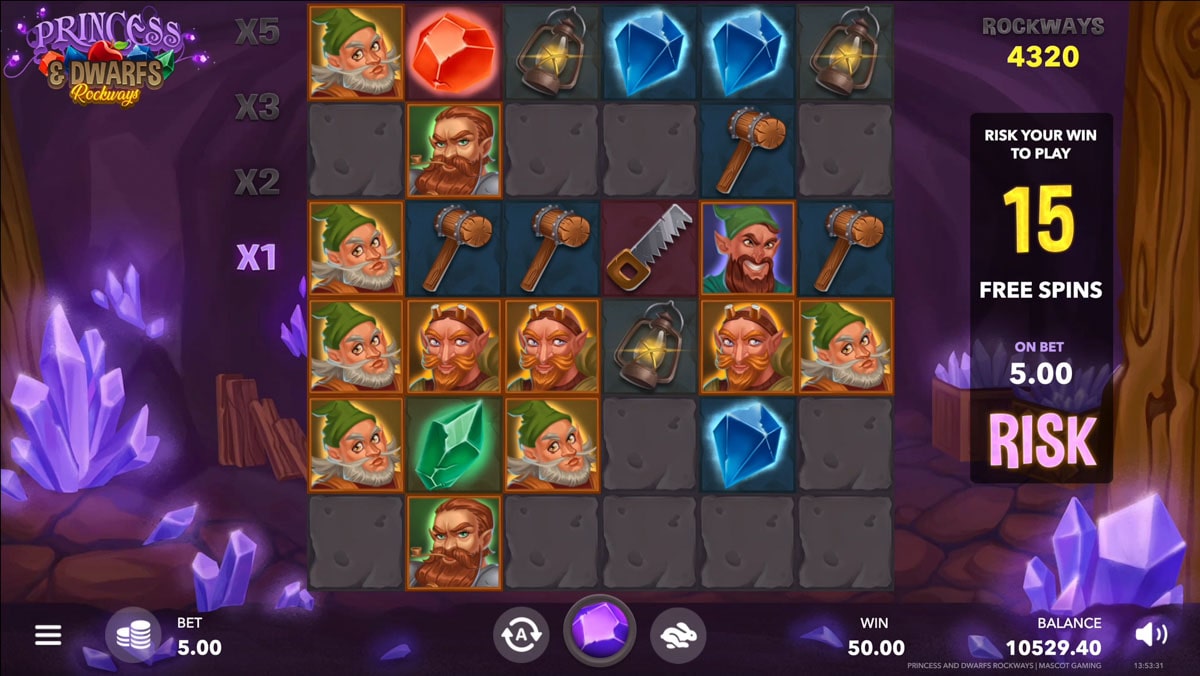 PRINCESS
& DWARFS
Rockways
X5
X3
X2
X1
ROCKWAYS
4320
RISK YOUR WIN
TO PLAY
15
FREE SPINS
ON BET
5.00
RISK
BET
5.00
A
WIN
50.00
BALANCE
10529.40
PRINCESS AND DWARFS ROCKWAYS | MASCOT GAMING
13:53:31